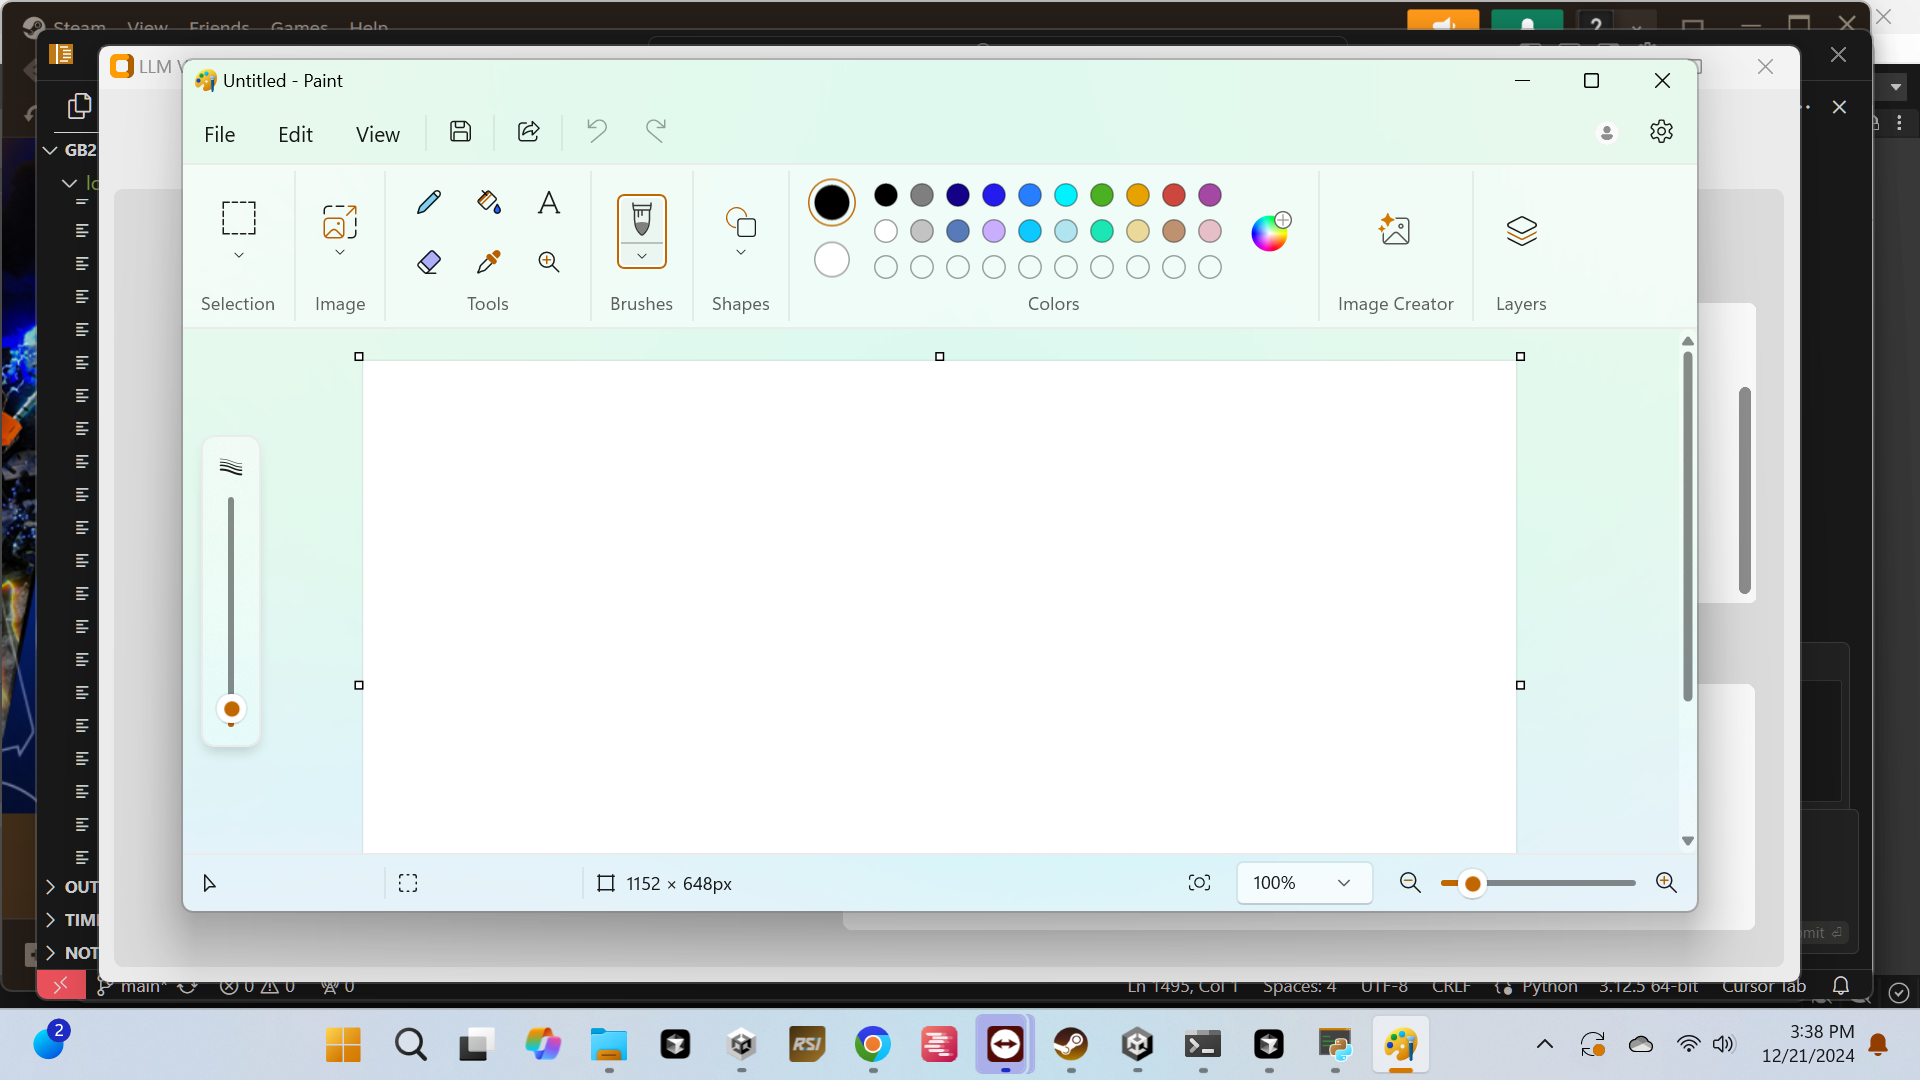 Steam View Friends Games Help
LLM V
Untitled - Paint
File Edit View
GB2
lo
Selection Image Tools Brushes Shapes Colors Image Creator Layers
1152 × 648px
100%
OUT
TIMI
NOT
mit
main* 0 0 0
Ln 1495, Col 1 Spaces: 4 UTF-8 CRLF Python 3.12.5 64-bit Cursor Tab
2
RSI
3:38 PM
12/21/2024